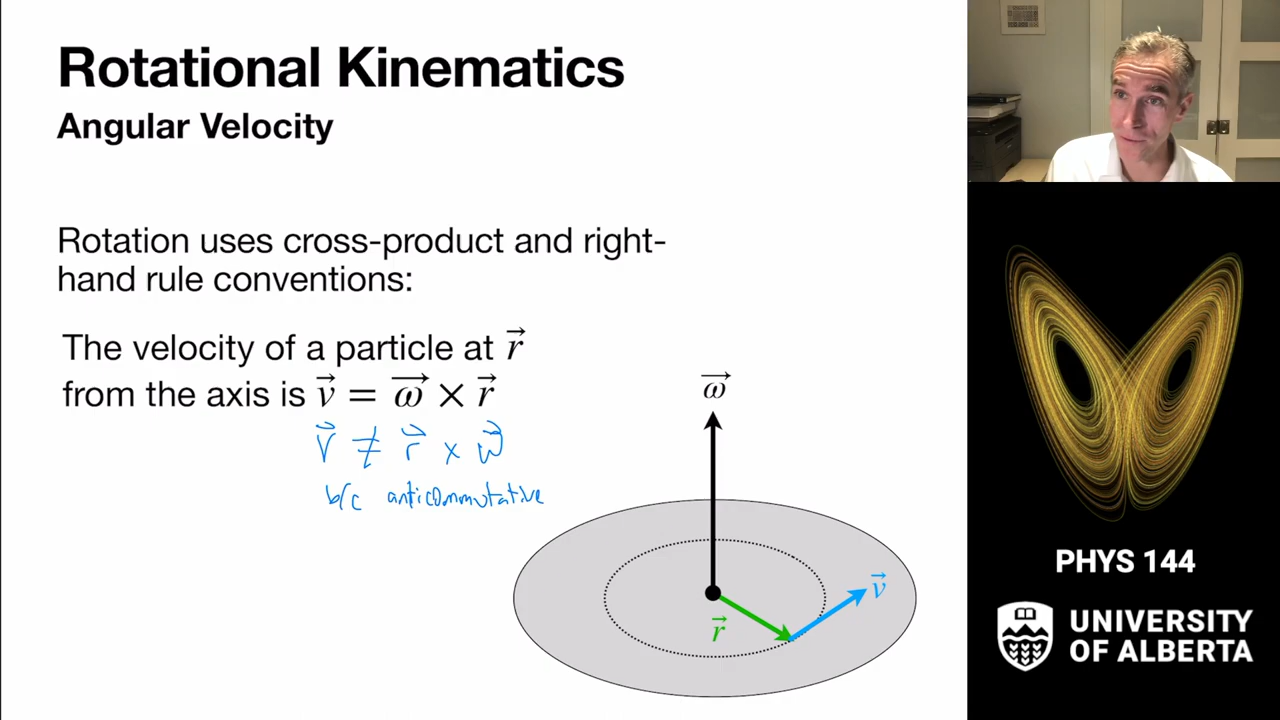 Rotational Kinematics
Angular Velocity
Rotation uses cross-product and right-
hand rule conventions:
The velocity of a particle at r⃗
from the axis is v⃗ = ω⃗ × r⃗
v⃗ ≠ r⃗ × ω⃗
b/c anticommutative
ω⃗
v⃗
r⃗
PHYS 144
UNIVERSITY
OF ALBERTA